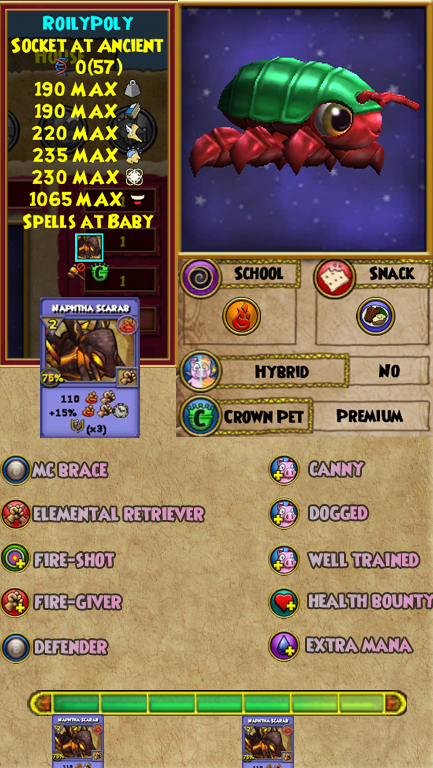 ROILYPOLY
SOCKET AT ANCIENT
0(57)
190 MAX
190 MAX
220 MAX
235 MAX
230 MAX
1065 MAX
SPELLS AT BABY
1
1
NAPHTHA SCARAB
2
75%
110
+15%
(x3)
SCHOOL
SNACK
HYBRID
NO
CROWN PET
PREMIUM
MC BRACE
CANNY
ELEMENTAL RETRIEVER
DOGGED
FIRE-SHOT
WELL TRAINED
FIRE-GIVER
HEALTH BOUNTY
DEFENDER
EXTRA MANA
NAPHTHA SCARAB
NAPHTHA SCARAB